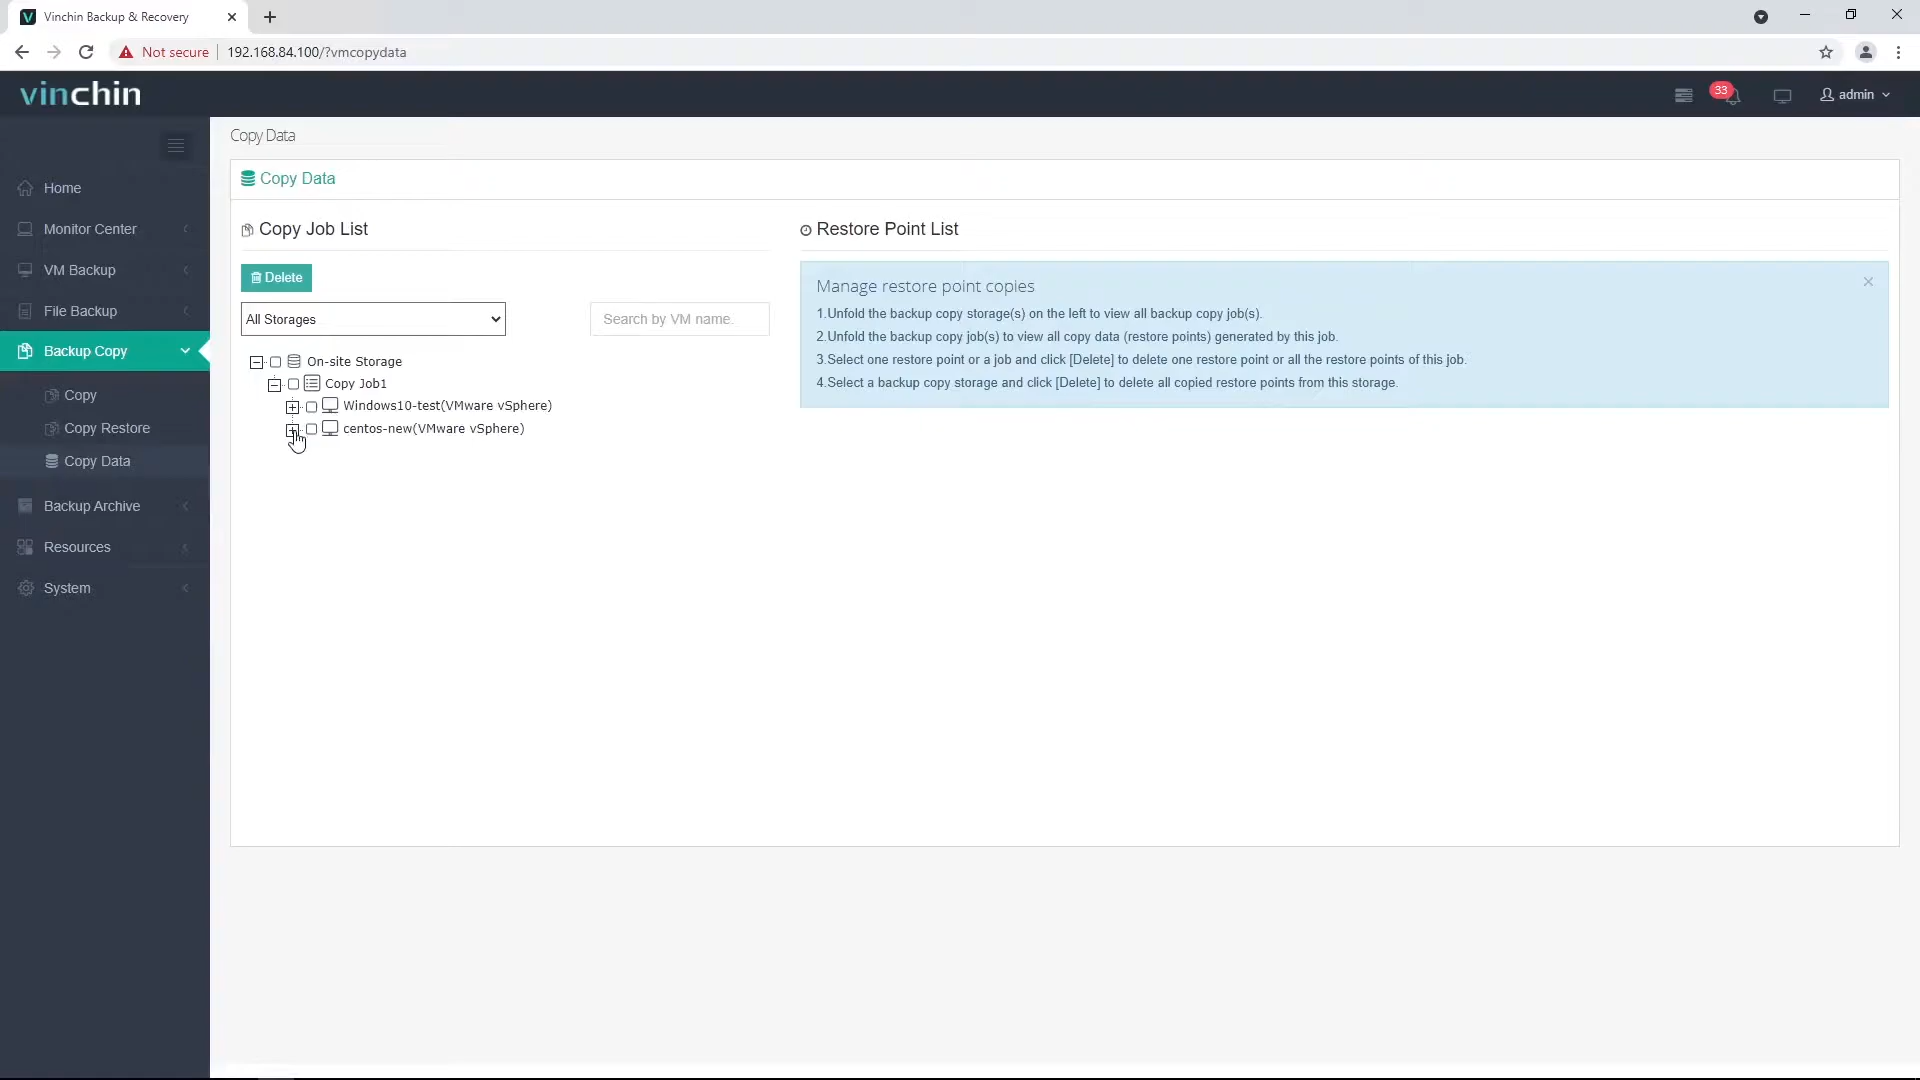 Vinchin Backup & Recovery
Not secure
192.168.84.100/?vmcopydata
vinchin
33
admin
Copy Data
Home
Monitor Center
VM Backup
File Backup
Backup Copy
Copy
Copy Restore
Copy Data
Backup Archive
Resources
System
Copy Data
Copy Job List
Delete
All Storages
Search by VM name.
On-site Storage
Copy Job1
Windows10-test(VMware vSphere)
centos-new(VMware vSphere)
Restore Point List
Manage restore point copies
1.Unfold the backup copy storage(s) on the left to view all backup copy job(s).
2.Unfold the backup copy job(s) to view all copy data (restore points) generated by this job.
3.Select one restore point or a job and click [Delete] to delete one restore point or all the restore points of this job.
4.Select a backup copy storage and click [Delete] to delete all copied restore points from this storage.